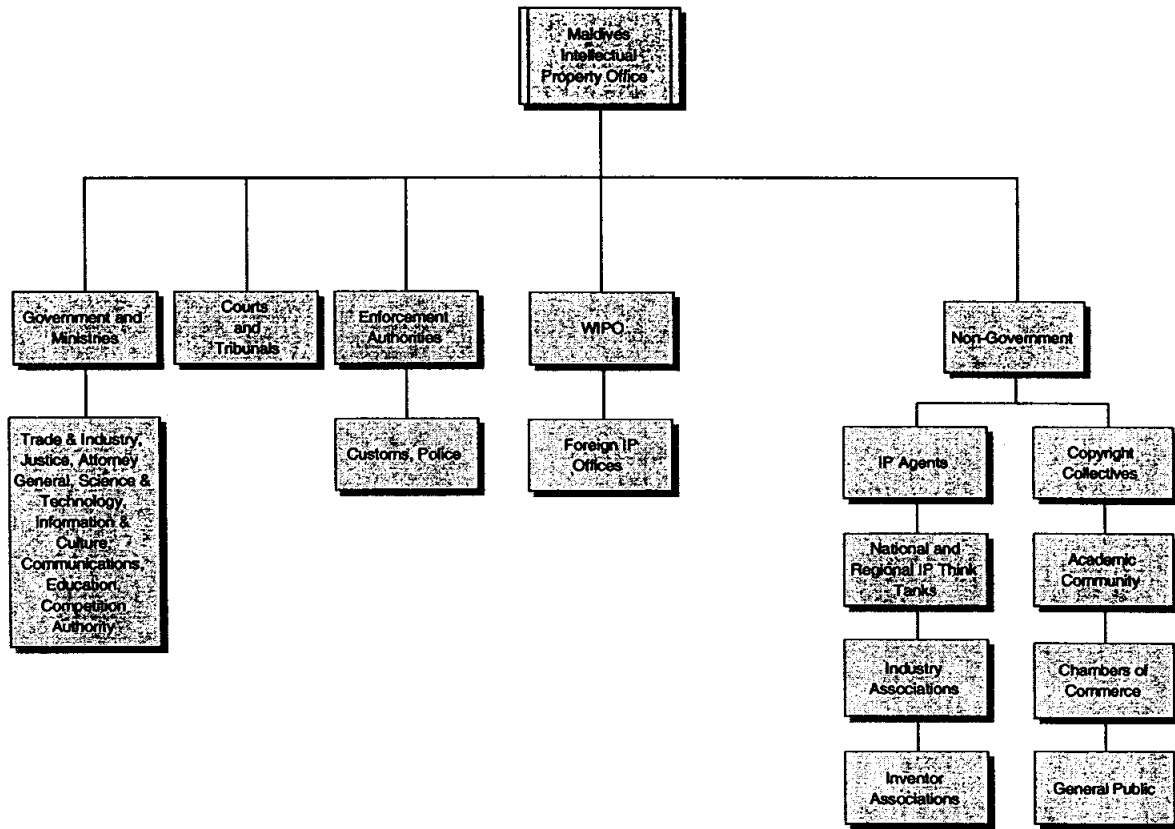 Maldives
Intellectual
Property Office
Government and
Ministries
Courts
and
Tribunals
Enforcement
Authorities
WIPO
Non-Government
Trade & Industry,
Justice, Attorney
General, Science &
Technology,
Information &
Culture,
Communications,
Education,
Competition
Authority
Customs, Police
Foreign IP
Offices
IP Agents
Copyright
Collectives
National and
Regional IP Think
Tanks
Academic
Community
Industry
Associations
Chambers of
Commerce
Inventor
Associations
General Public